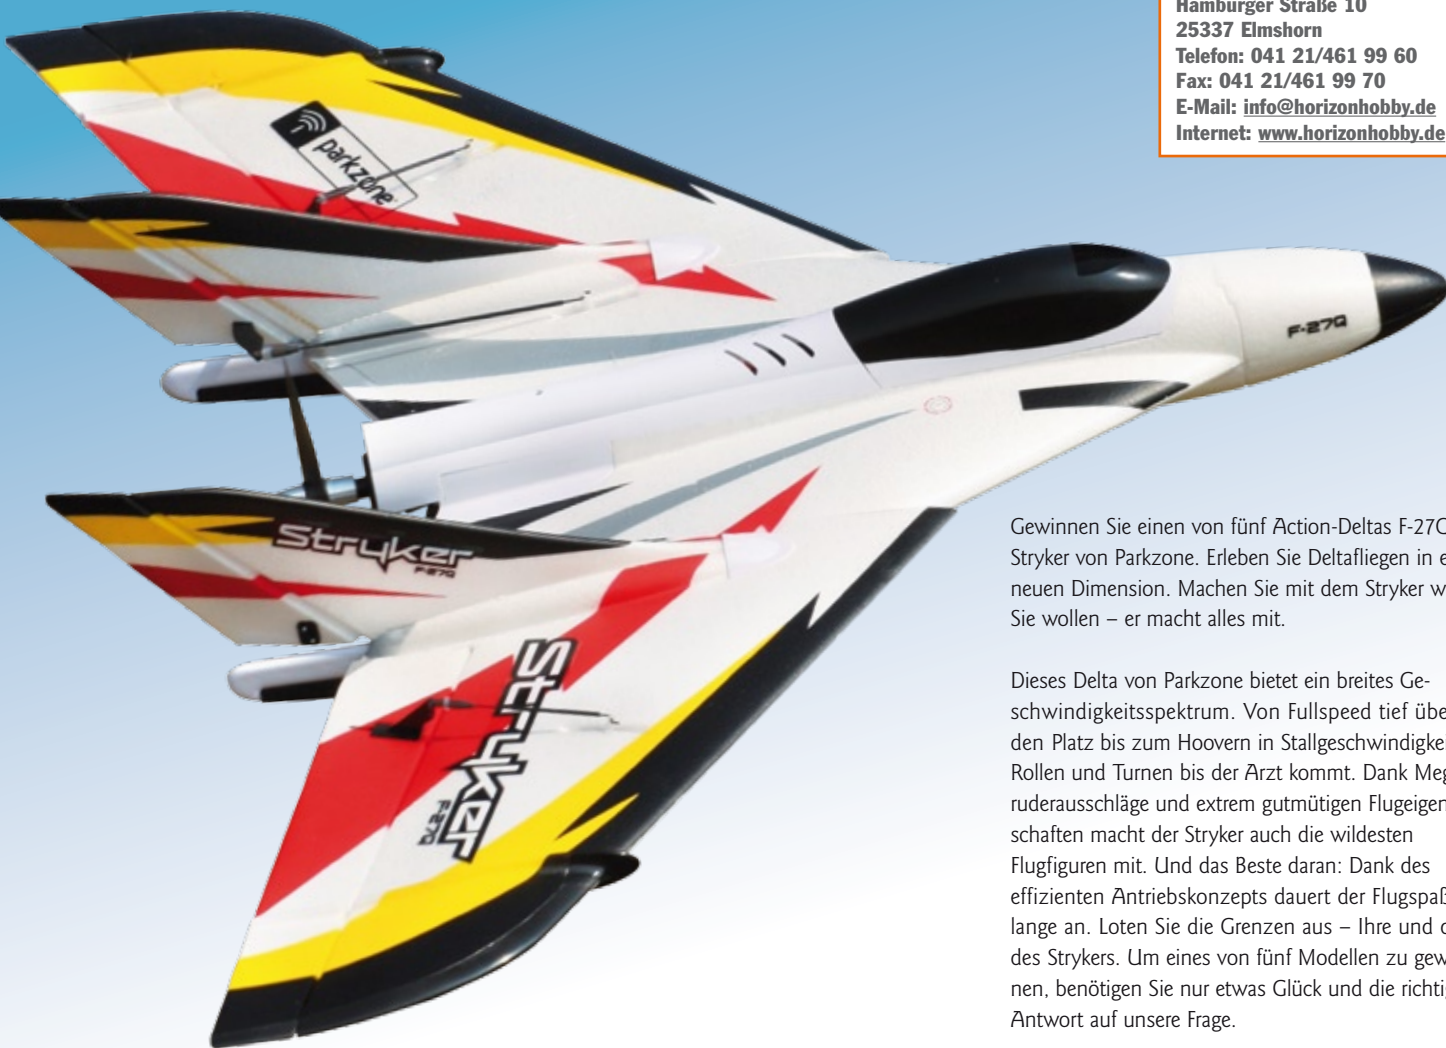 Hamburger Straße 10
25337 Elmshorn
Telefon: 041 21/461 99 60
Fax: 041 21/461 99 70
E-Mail: info@horizonhobby.de
Internet: www.horizonhobby.de
parkzone
F-27Q
Stryker
F-27Q
Stryker
F-27Q
Gewinnen Sie einen von fünf Action-Deltas F-27Q
Stryker von Parkzone. Erleben Sie Deltafliegen in
neuen Dimension. Machen Sie mit dem Stryker
Sie wollen – er macht alles mit.
Dieses Delta von Parkzone bietet ein breites Ge-
schwindigkeitsspektrum. Von Fullspeed tief
den Platz bis zum Hoovern in
Rollen und Turnen bis der Arzt kommt. Dank
ruderausschläge und extrem gutmütigen
schaften macht der Stryker auch die wildesten
Flugfiguren mit. Und das Beste daran: Dank des
effizienten Antriebskonzepts dauert der Flugspaß
lange an. Loten Sie die Grenzen aus – Ihre und
des Strykers. Um eines von fünf Modellen zu
nen, benötigen Sie nur etwas Glück und die
Antwort auf unsere Frage.